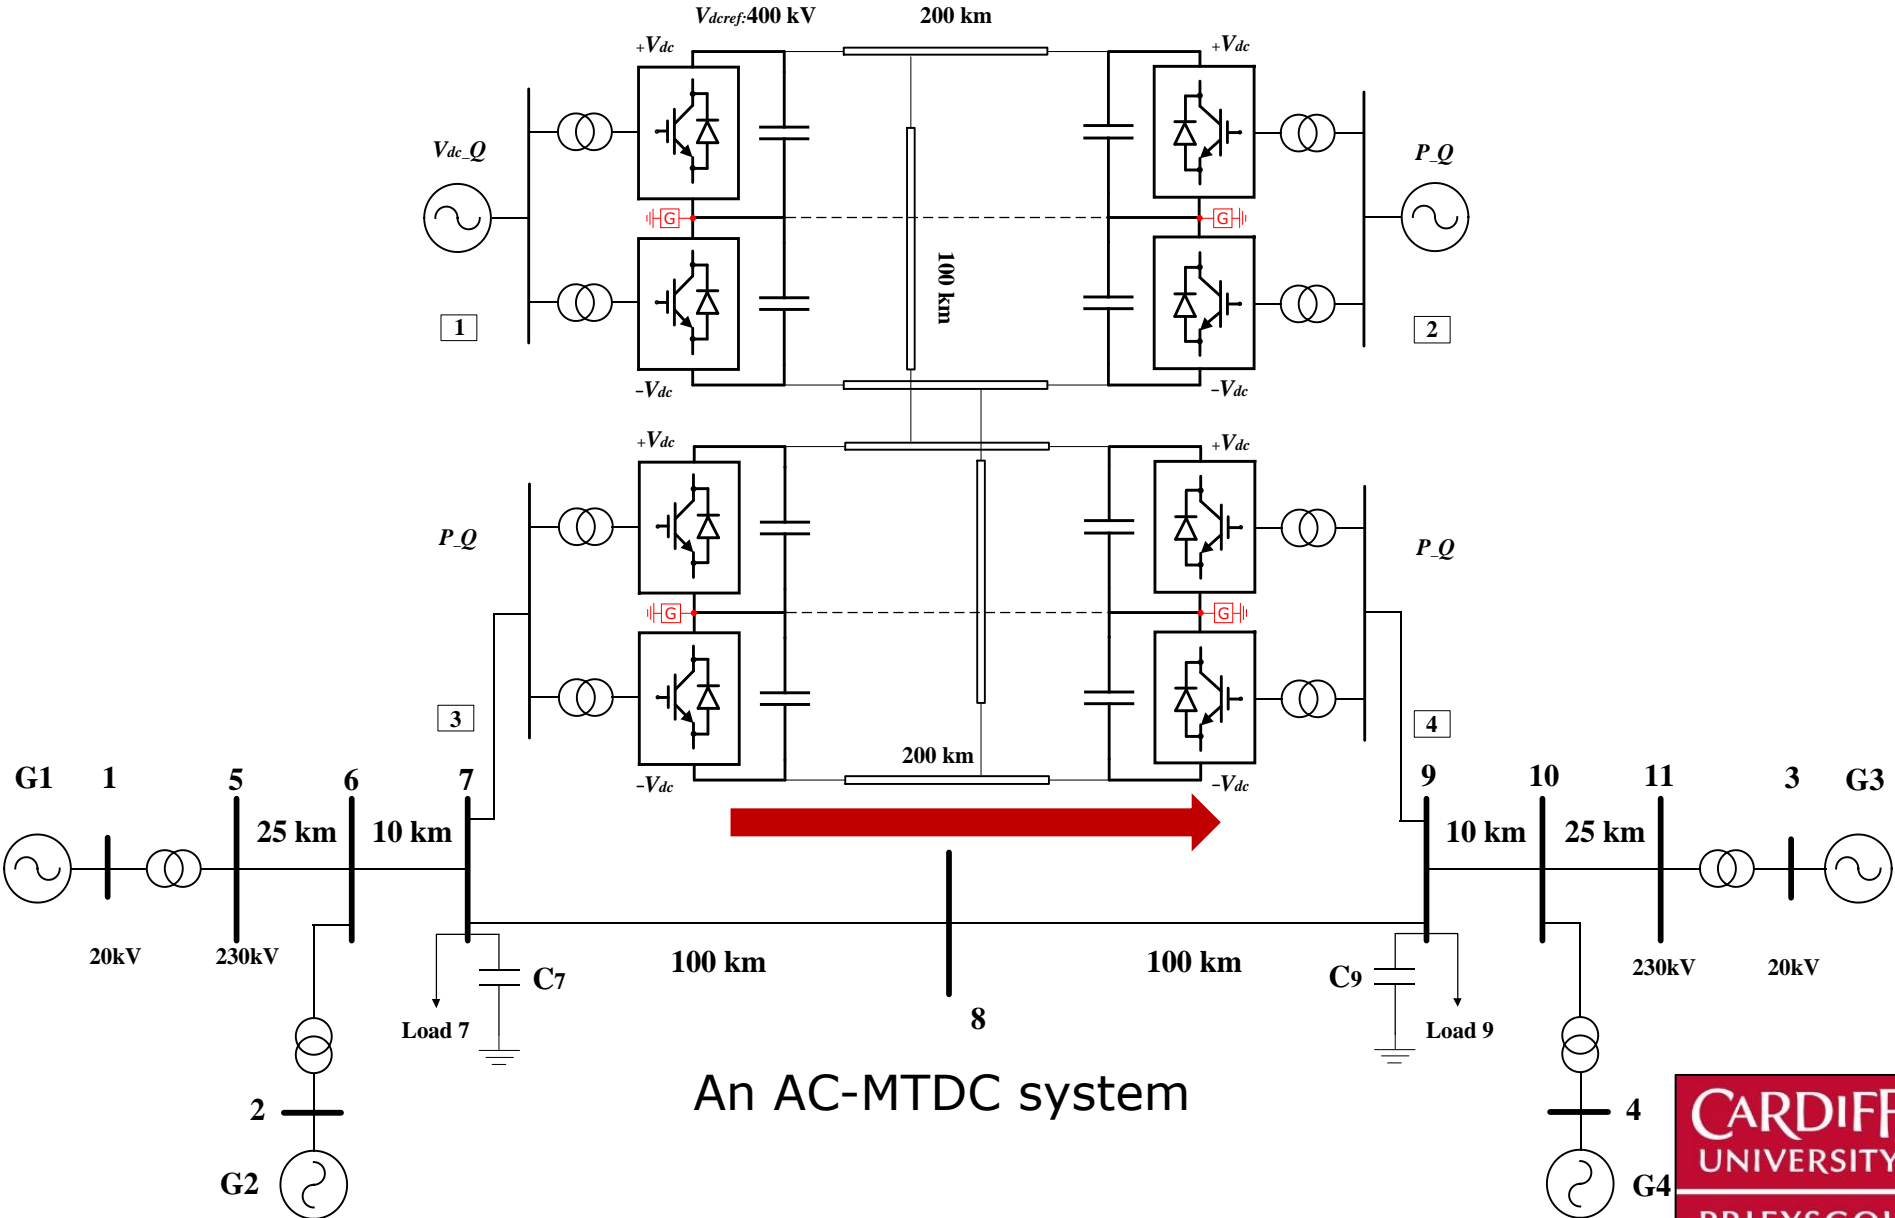 Vdcref:400 kV
200 km
+Vdc
+Vdc
Vdc_Q
P_Q
G
G
100 km
1
2
−Vdc
−Vdc
+Vdc
+Vdc
P_Q
P_Q
G
G
3
4
200 km
−Vdc
−Vdc
G1
1
5
6
7
9
10
11
3
G3
25 km
10 km
10 km
25 km
20kV
230kV
100 km
100 km
230kV
20kV
C7
C9
Load 7
8
Load 9
An AC-MTDC system
2
4
G2
G4
CARDIFF
UNIVERSITY